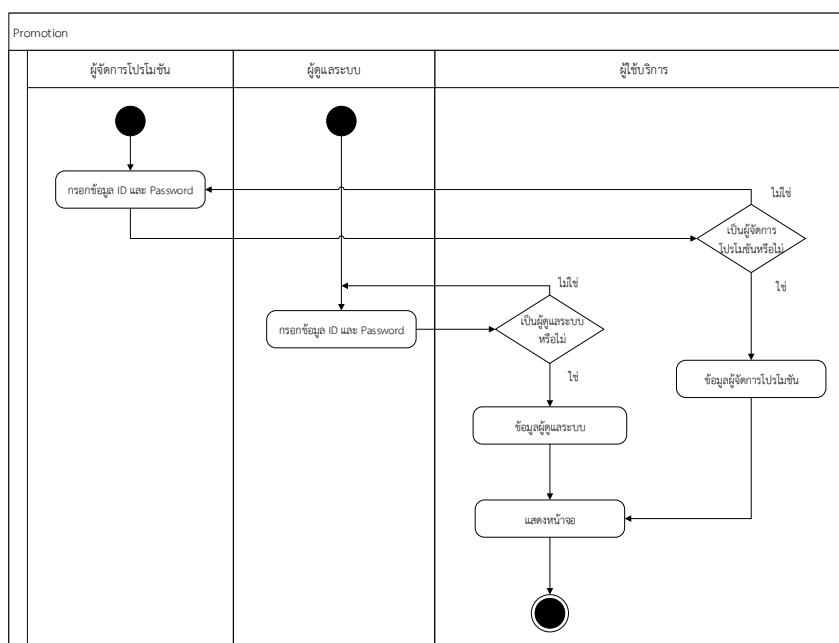 Promotion
ผู้จัดการโปรโมชัน
ผู้ดูแลระบบ
ผู้ใช้บริการ
กรอกข้อมูล ID และ Password
ไม่ใช่
เป็นผู้จัดการ
โปรโมชันหรือไม่
ใช่
ไม่ใช่
กรอกข้อมูล ID และ Password
เป็นผู้ดูแลระบบ
หรือไม่
ใช่
ข้อมูลผู้จัดการโปรโมชัน
ข้อมูลผู้ดูแลระบบ
แสดงหน้าจอ